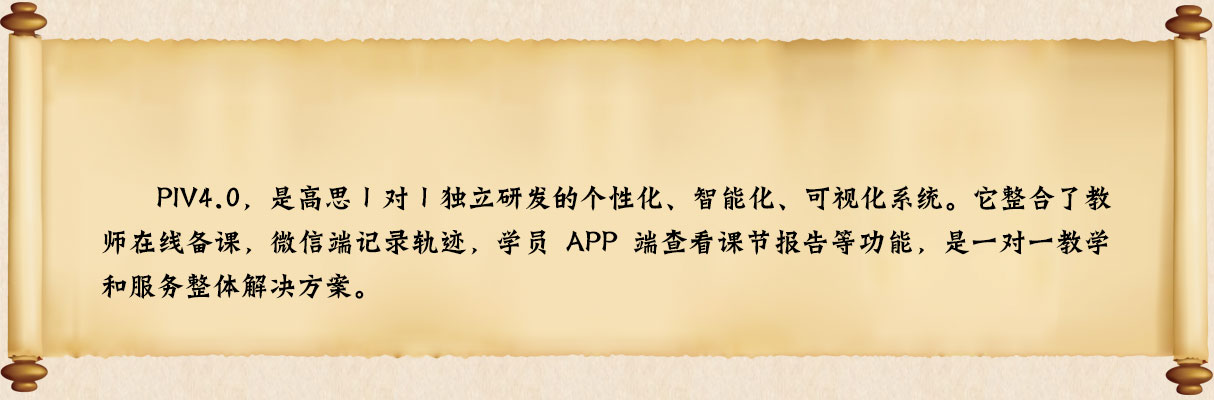 PIV4.0，是高思1对1独立研发的个性化、智能化、可视化系统。它整合了教
师在线备课，微信端记录轨迹，学员 APP 端查看课节报告等功能，是一对一教学
和服务整体解决方案。